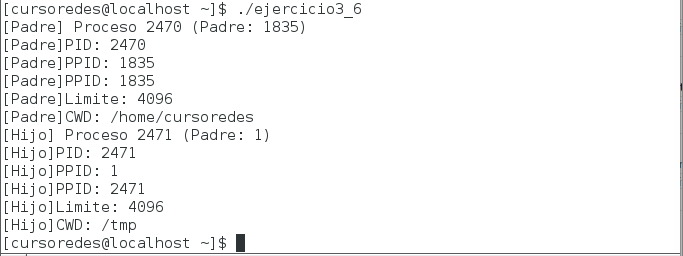 [cursoredes@localhost ~]$ ./ejercicio3_6
[Padre] Proceso 2470 (Padre: 1835)
[Padre]PID: 2470
[Padre]PPID: 1835
[Padre]PPID: 1835
[Padre]Limite: 4096
[Padre]CWD: /home/cursoredes
[Hijo] Proceso 2471 (Padre: 1)
[Hijo]PID: 2471
[Hijo]PPID: 1
[Hijo]PPID: 2471
[Hijo]Limite: 4096
[Hijo]CWD: /tmp
[cursoredes@localhost ~]$